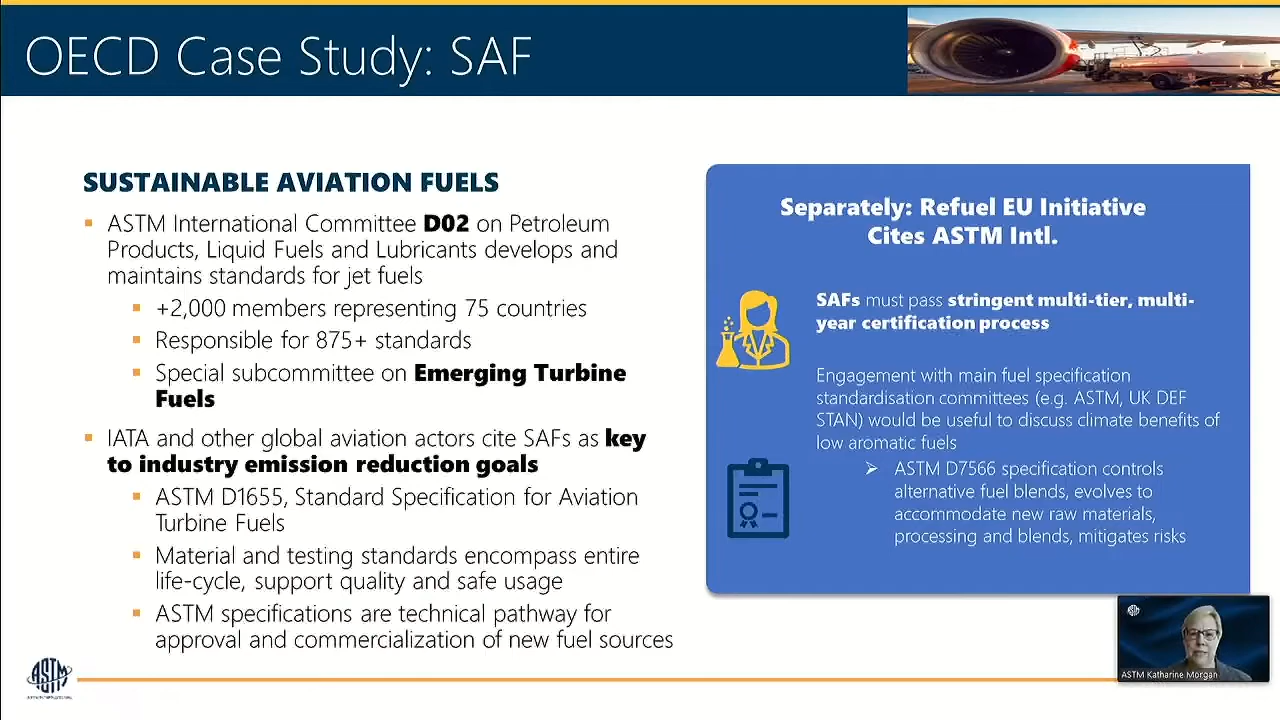 OECD Case Study: SAF
SUSTAINABLE AVIATION FUELS
ASTM International Committee D02 on Petroleum
Products, Liquid Fuels and Lubricants develops and
maintains standards for jet fuels
+2,000 members representing 75 countries
Responsible for 875+ standards
Special subcommittee on Emerging Turbine
Fuels
IATA and other global aviation actors cite SAFs as key
to industry emission reduction goals
ASTM D1655, Standard Specification for Aviation
Turbine Fuels
Material and testing standards encompass entire
life-cycle, support quality and safe usage
ASTM specifications are technical pathway for
approval and commercialization of new fuel sources
Separately: Refuel EU Initiative
Cites ASTM Intl.
SAFs must pass stringent multi-tier, multi-
year certification process
Engagement with main fuel specification
standardisation committees (e.g. ASTM, UK DEF
STAN) would be useful to discuss climate benefits of
low aromatic fuels
ASTM D7566 specification controls
alternative fuel blends, evolves to
accommodate new raw materials,
processing and blends, mitigates risks
ASTM
ASTM Katharine Morgan